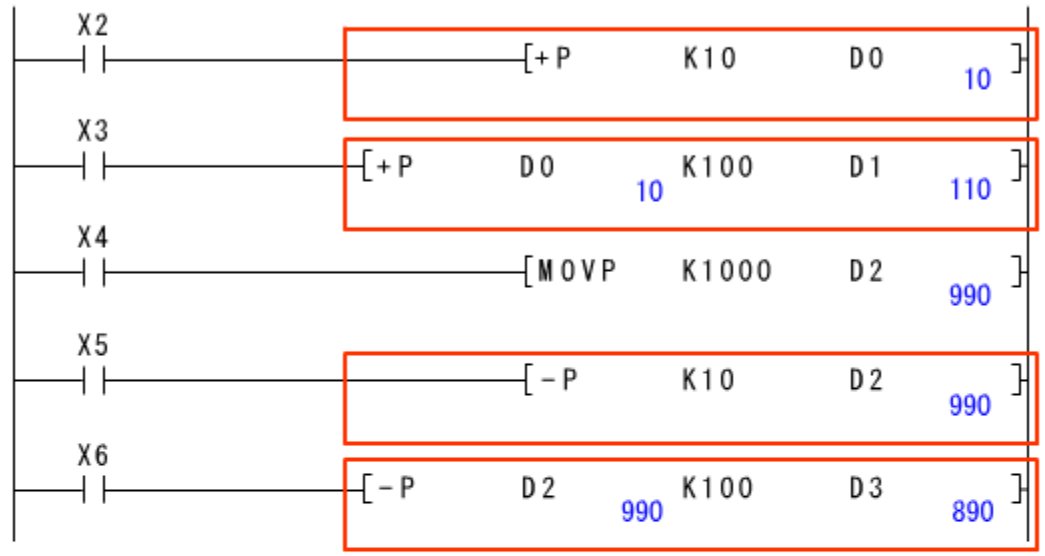 X2
[+P K10 D0 10 ]
X3
[+P D0 10 K100 D1 110 ]
X4
[MOVP K1000 D2 990 ]
X5
[-P K10 D2 990 ]
X6
[-P D2 990 K100 D3 890 ]